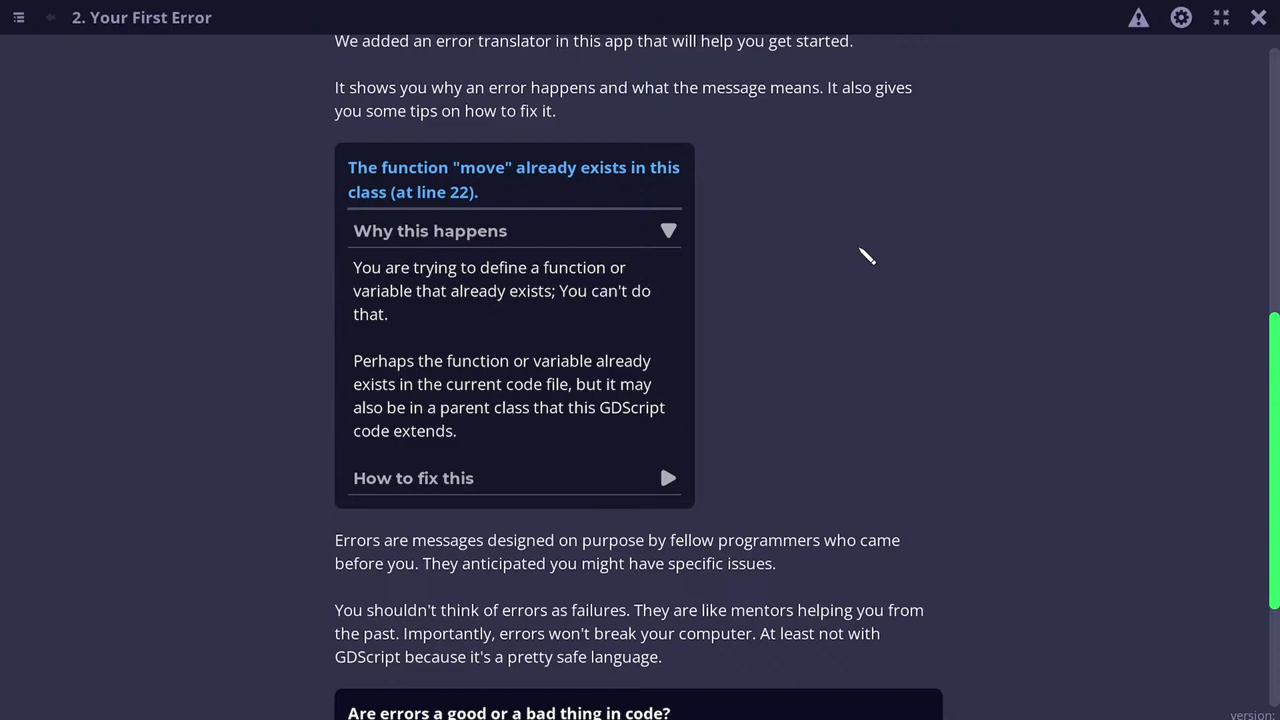 2. Your First Error
We added an error translator in this app that will help you get started.
It shows you why an error happens and what the message means. It also gives
you some tips on how to fix it.
The function "move" already exists in this
class (at line 22).
Why this happens
You are trying to define a function or
variable that already exists; You can't do
that.
Perhaps the function or variable already
exists in the current code file, but it may
also be in a parent class that this GDScript
code extends.
How to fix this
Errors are messages designed on purpose by fellow programmers who came
before you. They anticipated you might have specific issues.
You shouldn't think of errors as failures. They are like mentors helping you from
the past. Importantly, errors won't break your computer. At least not with
GDScript because it's a pretty safe language.
Are errors a good or a bad thing in code?
version: